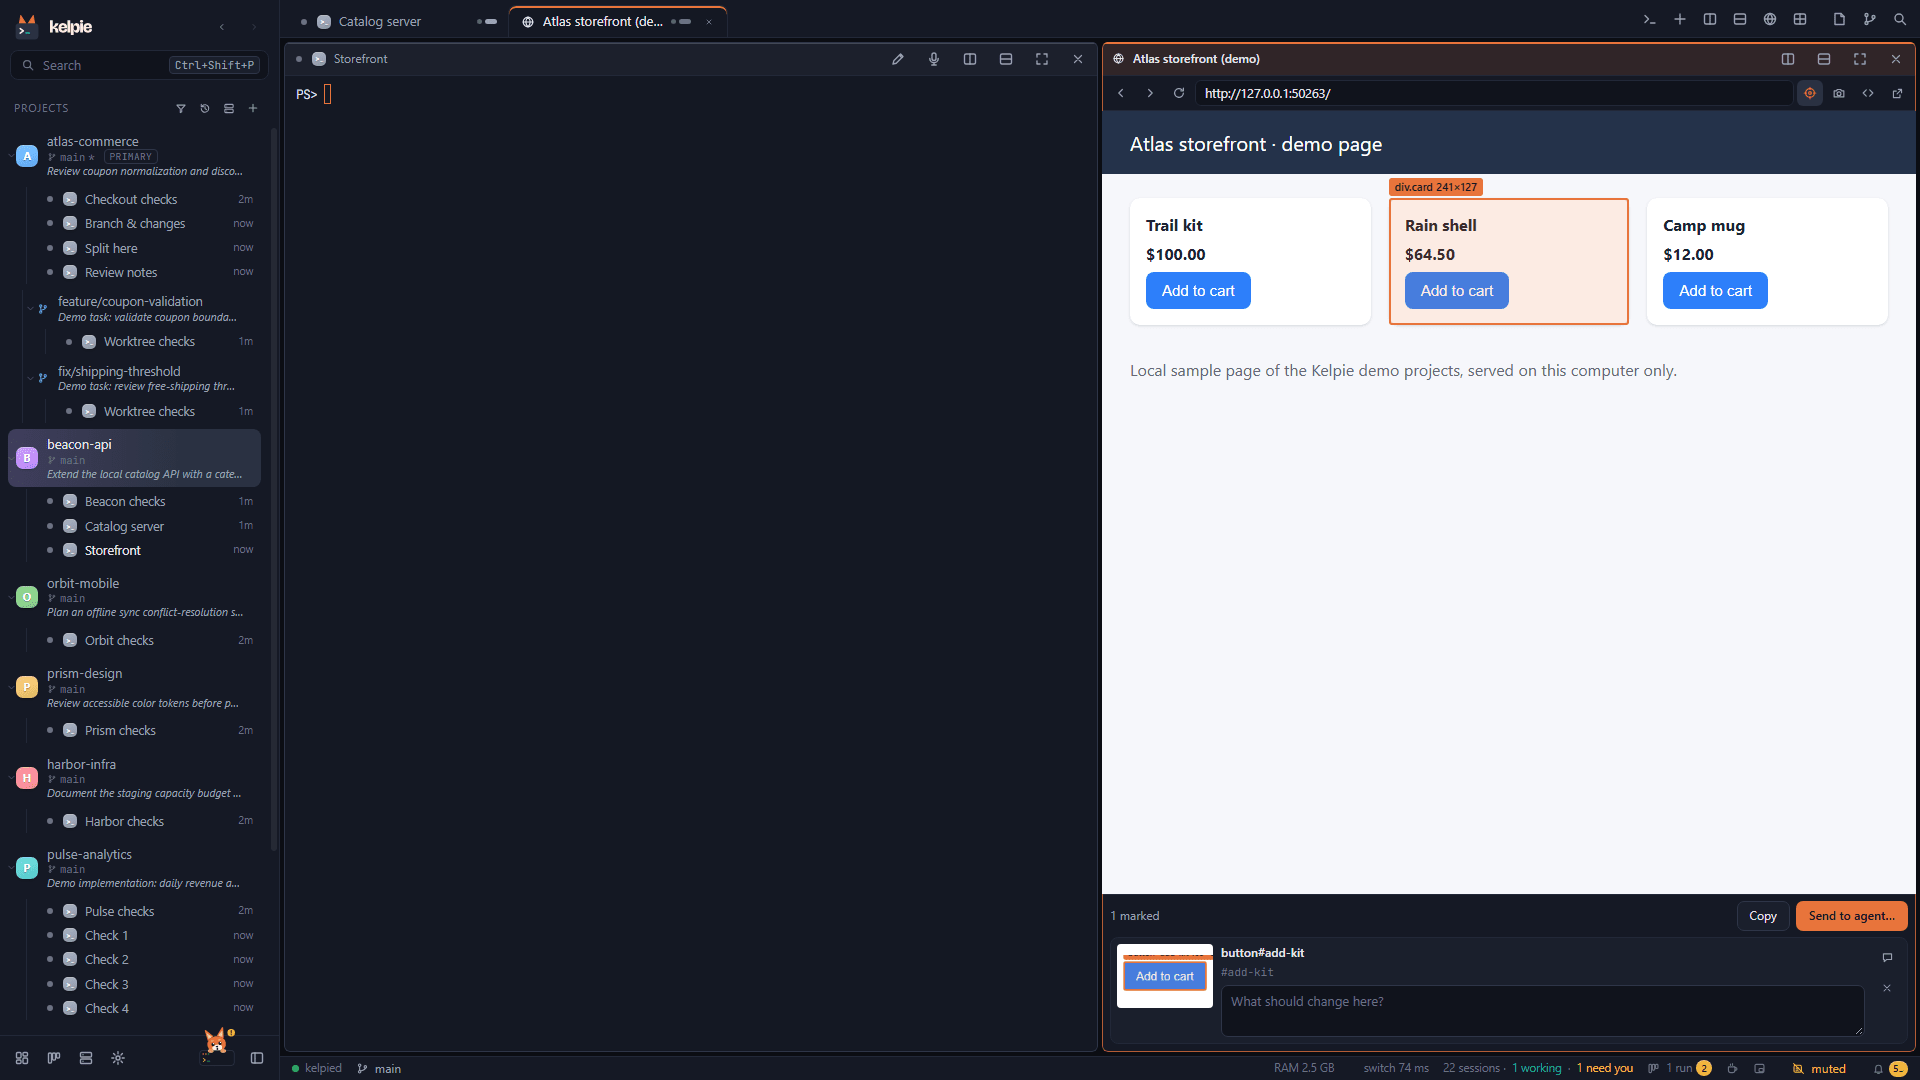 kelpie
Search
Ctrl+Shift+P
PROJECTS
A
atlas-commerce
main *
PRIMARY
Review coupon normalization and disco...
Checkout checks 2m
Branch & changes now
Split here now
Review notes now
feature/coupon-validation
Demo task: validate coupon bounda...
Worktree checks 1m
fix/shipping-threshold
Demo task: review free-shipping thr...
Worktree checks 1m
B
beacon-api
main
Extend the local catalog API with a cate...
Beacon checks 1m
Catalog server 1m
Storefront now
O
orbit-mobile
main
Plan an offline sync conflict-resolution s...
Orbit checks 2m
P
prism-design
main
Review accessible color tokens before p...
Prism checks 2m
H
harbor-infra
main
Document the staging capacity budget ...
Harbor checks 2m
P
pulse-analytics
main
Demo implementation: daily revenue a...
Pulse checks 2m
Check 1 now
Check 2 now
Check 3 now
Check 4 now
Catalog server
Atlas storefront (de...
Storefront
PS>
Atlas storefront (demo)
http://127.0.0.1:50263/
Atlas storefront · demo page
div.card 241×127
Trail kit
$100.00
Add to cart
Rain shell
$64.50
Add to cart
Camp mug
$12.00
Add to cart
Local sample page of the Kelpie demo projects, served on this computer only.
1 marked
Copy
Send to agent...
Add to cart
button#add-kit
#add-kit
What should change here?
kelpied
main
RAM 2.5 GB
switch 74 ms
22 sessions · 1 working · 1 need you
1 run 2
muted